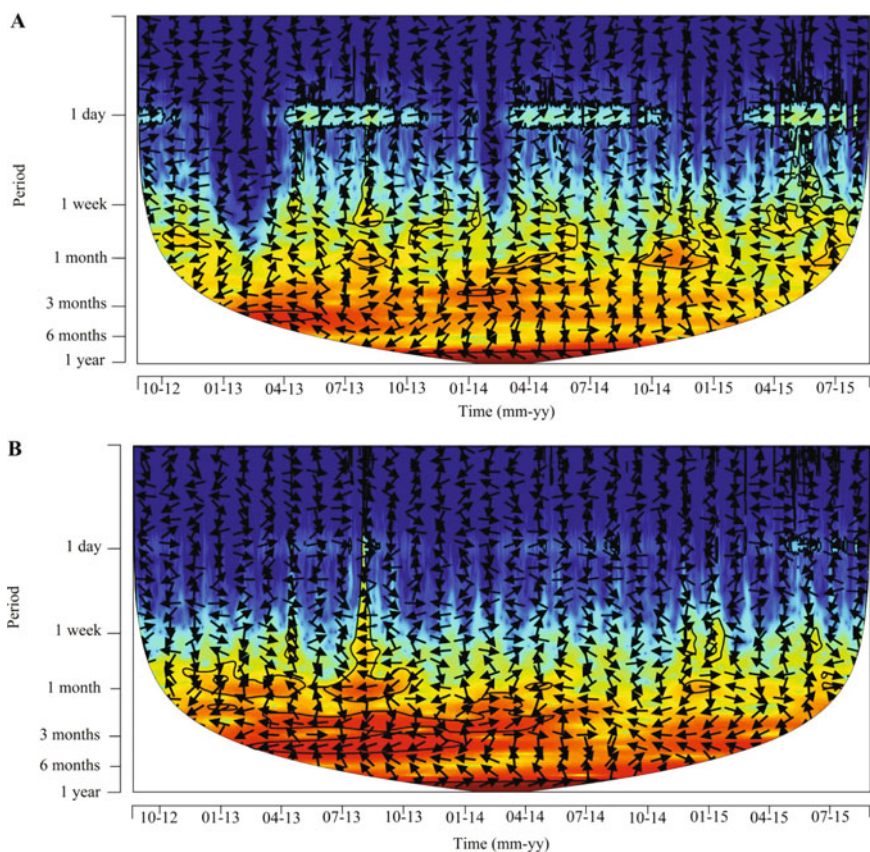 A
Period
1 day
1 week
1 month
3 months
6 months
1 year
10-12 01-13 04-13 07-13 10-13 01-14 04-14 07-14 10-14 01-15 04-15 07-15
Time (mm-yy)
B
Period
1 day
1 week
1 month
3 months
6 months
1 year
10-12 01-13 04-13 07-13 10-13 01-14 04-14 07-14 10-14 01-15 04-15 07-15
Time (mm-yy)